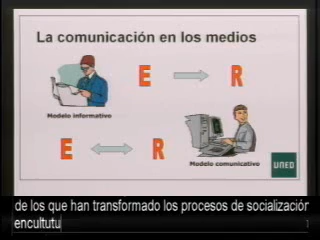 La comunicación en los medios
E R
Modelo informativo
E R
Modelo comunicativo
UNED
de los que han transformado los procesos de socialización
encultutu